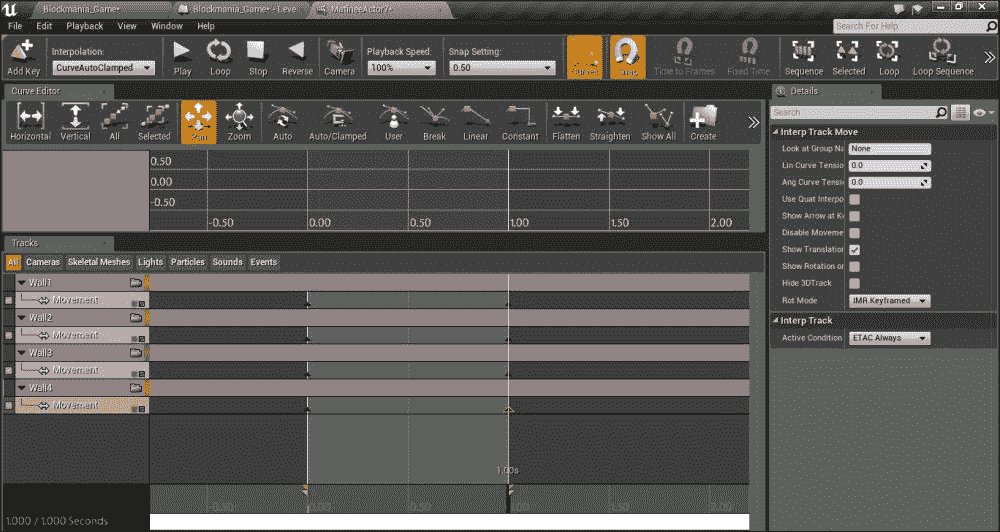 Blockmania_Game* Blockmania_Game* - Leve MatineeActor7*
File Edit Playback View Window Help
Search For Help
Interpolation: Playback Speed: Snap Setting:
CurveAutoClamped 100% 0.50
Add Key Play Loop Stop Reverse Camera Curves Snap Time to Frames Fixed Time Sequence Selected Loop Loop Sequence
Curve Editor
Horizontal Vertical All Selected Pan Zoom Auto Auto/Clamped User Break Linear Constant Flatten Straighten Show All Create
0.50
0.00
-0.50
-0.50 0.00 0.50 1.00 1.50 2.00
Tracks
All Cameras Skeletal Meshes Lights Particles Sounds Events
Wall1
Movement
Wall2
Movement
Wall3
Movement
Wall4
Movement
1.00s
-0.50 0.00 0.50 1.00 1.50 2.00
1.000 / 1.000 Seconds
Details
Search
Interp Track Move
Look at Group Na None
Lin Curve Tension 0.0
Ang Curve Tensio 0.0
Use Quat Interpo
Show Arrow at Ke
Disable Moveme
Show Translation
Show Rotation on
Hide 3DTrack
Rot Mode IMR Keyframed
Interp Track
Active Condition ETAC Always